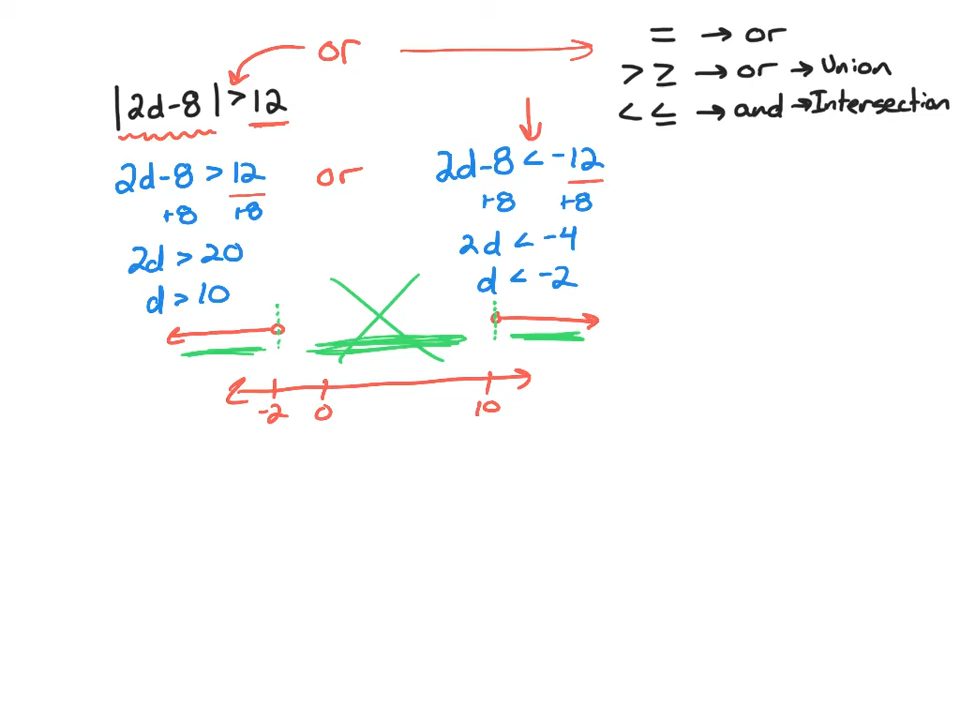 or
= → or
> ≥ → or → Union
< ≤ → and → Intersection
|2d-8| > 12
2d-8 > 12 or 2d-8 < -12
+8 +8 +8 +8
2d > 20 2d < -4
d > 10 d < -2
-2 0 10